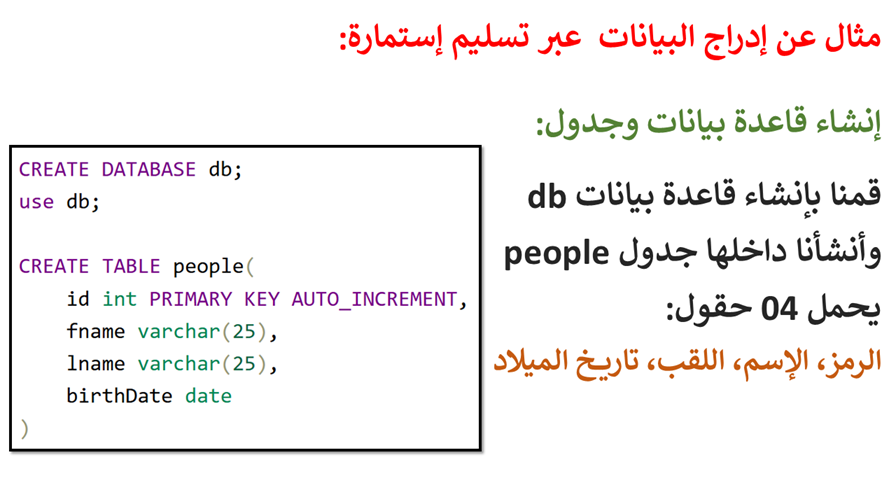 مثال عن إدراج البيانات عبر تسليم إستمارة:
إنشاء قاعدة بيانات وجدول:
قمنا بإنشاء قاعدة بيانات db
وأنشأنا داخلها جدول people
يحمل 04 حقول:
الرمز، الإسم، اللقب، تاريخ الميلاد
CREATE DATABASE db;
use db;
CREATE TABLE people(
id int PRIMARY KEY AUTO_INCREMENT,
fname varchar(25),
lname varchar(25),
birthDate date
)